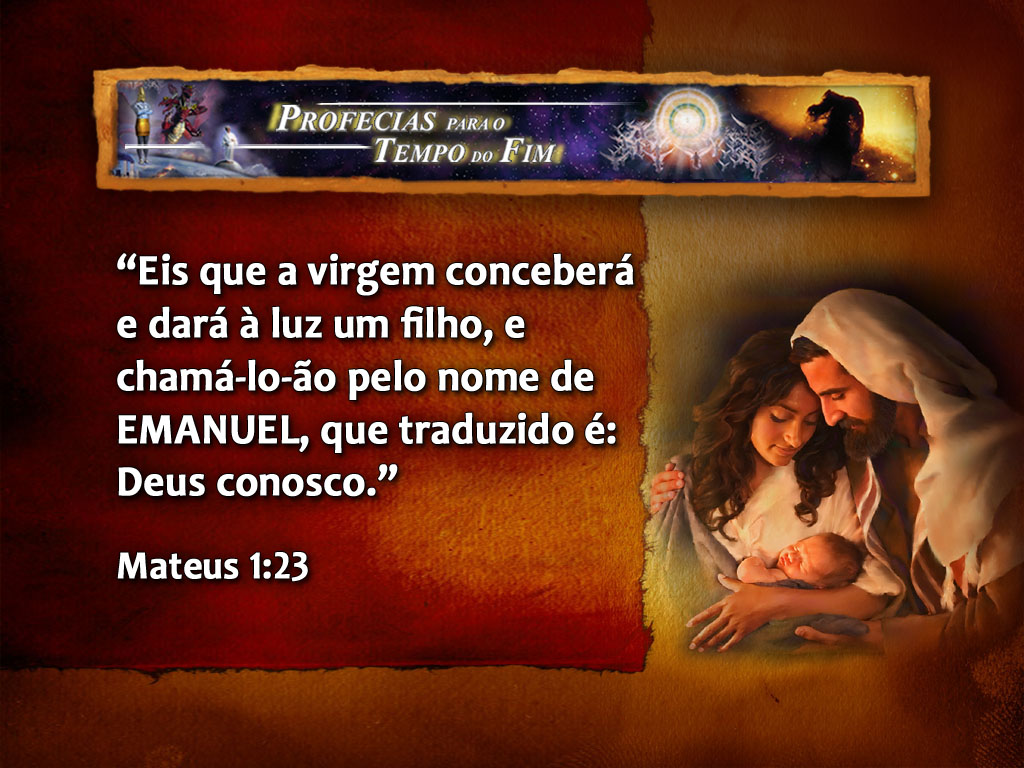 PROFECIAS PARA O
TEMPO DO FIM
“Eis que a virgem conceberá
e dará à luz um filho, e
chamá-lo-ão pelo nome de
EMANUEL, que traduzido é:
Deus conosco.”
Mateus 1:23